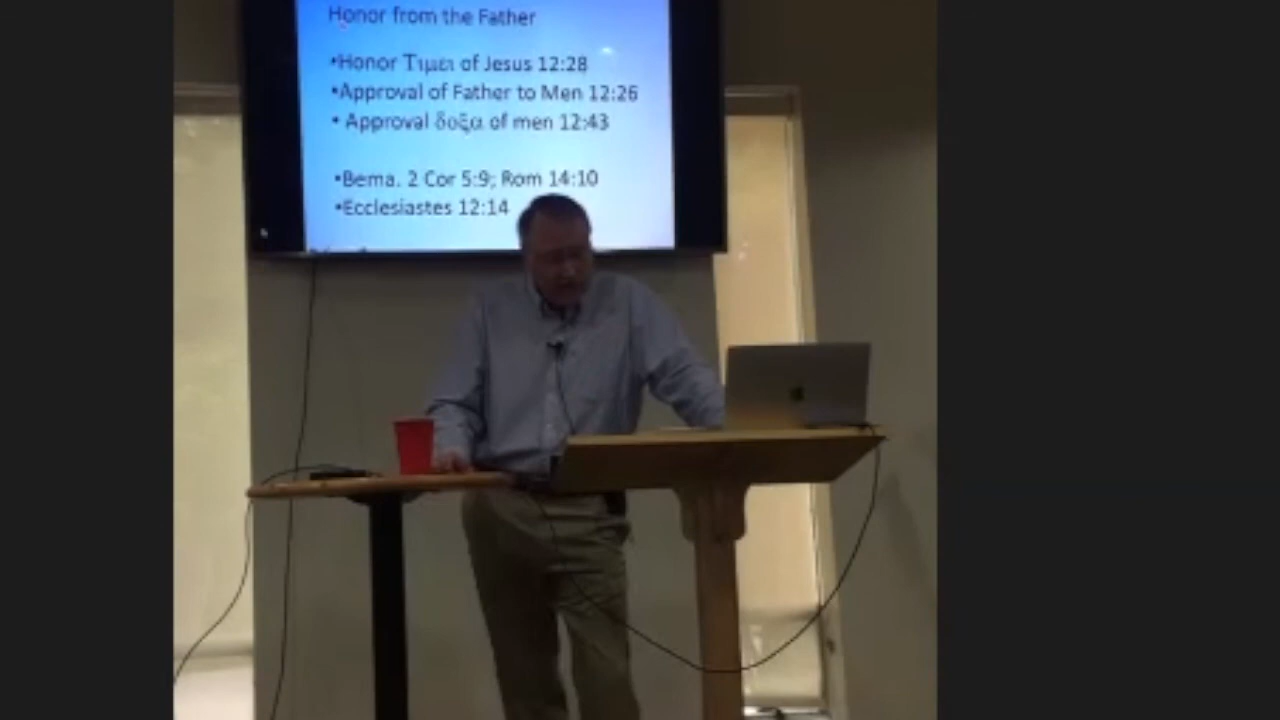 Honor from the Father
•Honor Τιμει of Jesus 12:28
•Approval of Father to Men 12:26
• Approval δοξα of men 12:43
•Bema. 2 Cor 5:9; Rom 14:10
•Ecclesiastes 12:14